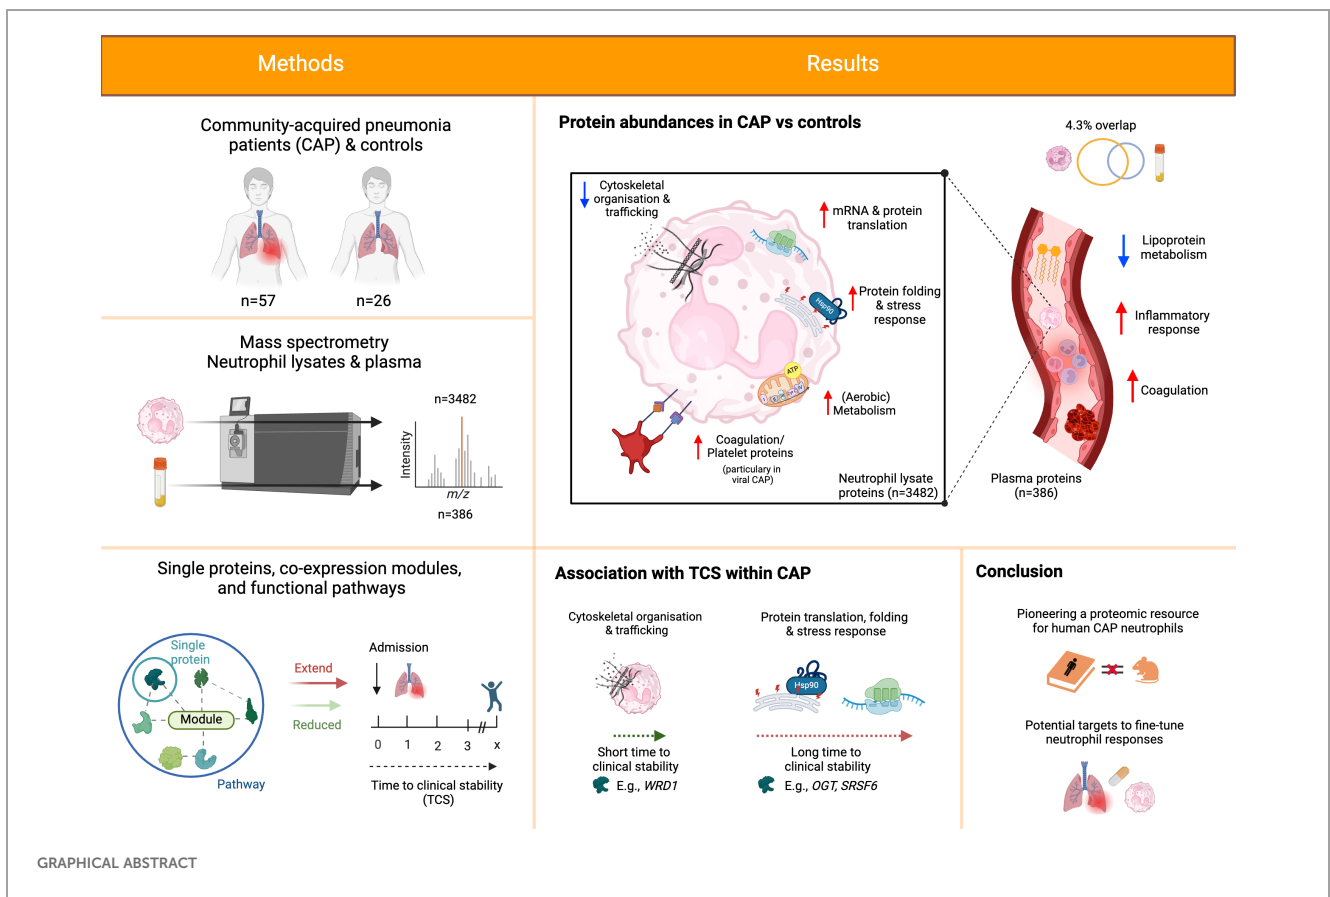 Methods
Results
Community-acquired pneumonia
patients (CAP) & controls
n=57
n=26
Mass spectrometry
Neutrophil lysates & plasma
n=3482
Intensity
m/z
n=386
Single proteins, co-expression modules,
and functional pathways
Single
protein
Module
Pathway
Extend
Reduced
Admission
0 1 2 3 // x
Time to clinical stability
(TCS)
Protein abundances in CAP vs controls
Cytoskeletal
organisation &
trafficking
mRNA & protein
translation
Hsp90
Protein folding
& stress
response
ATP
(Aerobic)
Metabolism
Coagulation/
Platelet proteins
(particulary in
viral CAP)
Neutrophil lysate
proteins (n=3482)
4.3% overlap
Lipoprotein
metabolism
Inflammatory
response
Coagulation
Plasma proteins
(n=386)
Association with TCS within CAP
Cytoskeletal organisation
& trafficking
Short time to
clinical stability
E.g., WRD1
Protein translation, folding
& stress response
Hsp90
Long time to
clinical stability
E.g., OGT, SRSF6
Conclusion
Pioneering a proteomic resource
for human CAP neutrophils
Potential targets to fine-tune
neutrophil responses
GRAPHICAL ABSTRACT